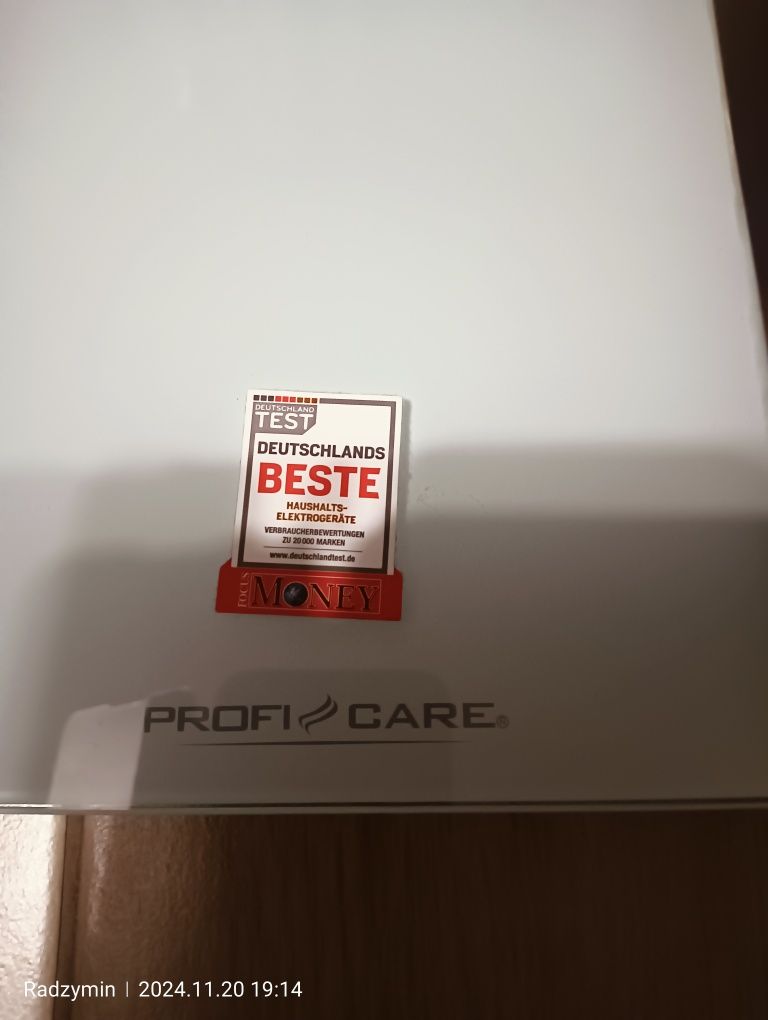 DEUTSCHLAND
TEST
DEUTSCHLANDS
BESTE
HAUSHALTS-
ELEKTROGERÄTE
VERBRAUCHERBEWERTUNGEN
ZU 20 000 MARKEN
www.deutschlandtest.de
FOCUS MONEY
PROFI CARE®
Radzymin | 2024.11.20 19:14